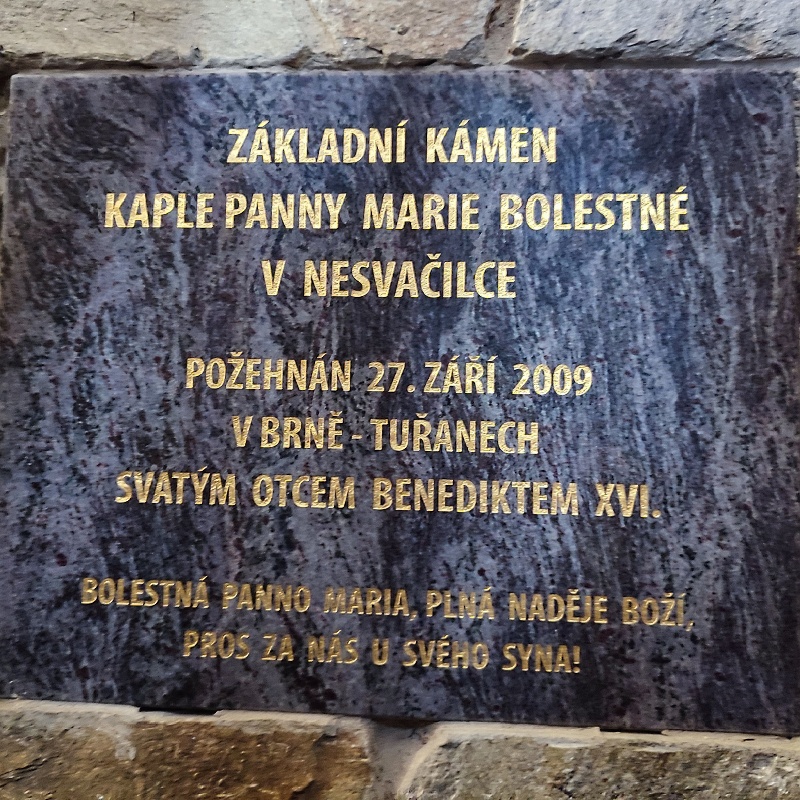 ZÁKLADNÍ KÁMEN
KAPLE PANNY MARIE BOLESTNÉ
V NESVAČILCE
POŽEHNÁN 27. ZÁŘÍ 2009
V BRNĚ - TUŘANECH
SVATÝM OTCEM BENEDIKTEM XVI.
BOLESTNÁ PANNO MARIA, PLNÁ NADĚJE BOŽÍ,
PROS ZA NÁS U SVÉHO SYNA!